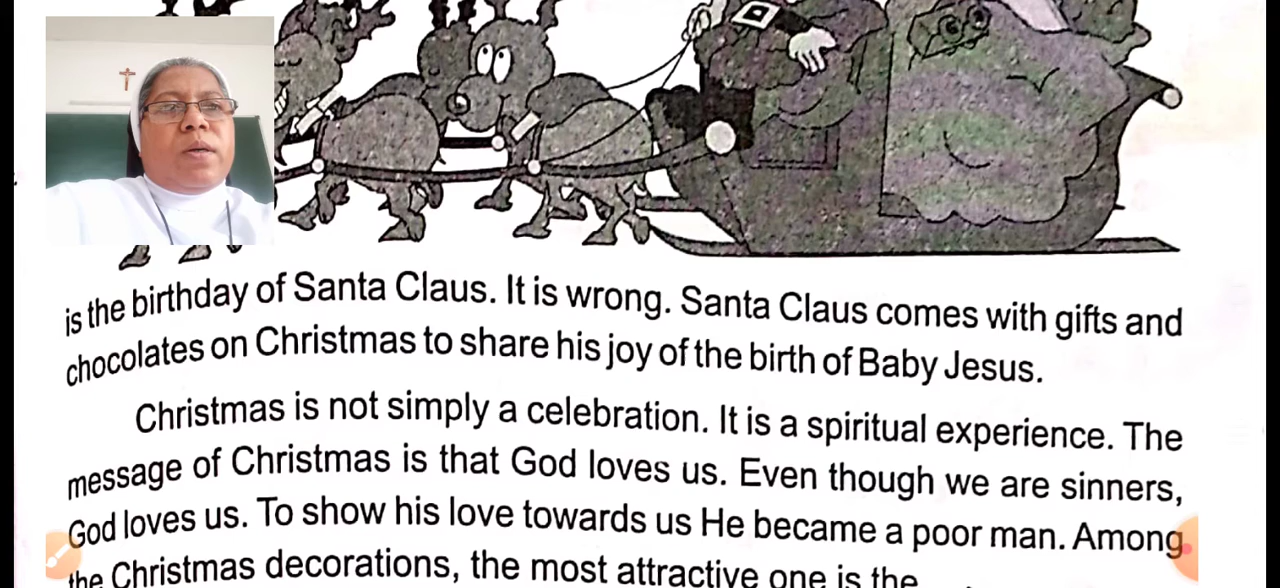 is the birthday of Santa Claus. It is wrong. Santa Claus comes with gifts and
chocolates on Christmas to share his joy of the birth of Baby Jesus.
Christmas is not simply a celebration. It is a spiritual experience. The
message of Christmas is that God loves us. Even though we are sinners,
God loves us. To show his love towards us He became a poor man. Among
the Christmas decorations, the most attractive one is the